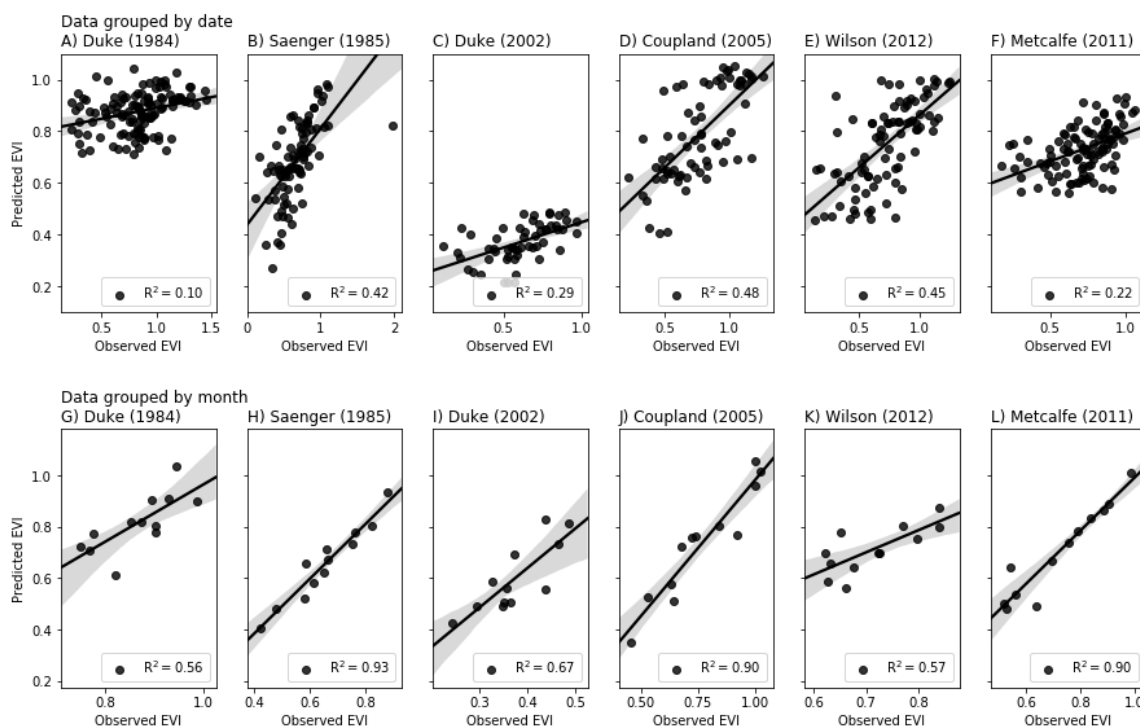 Data grouped by date
A) Duke (1984)
B) Saenger (1985)
C) Duke (2002)
D) Coupland (2005)
E) Wilson (2012)
F) Metcalfe (2011)
1.0
0.8
0.6
0.4
0.2
Predicted EVI
R² = 0.10
R² = 0.42
R² = 0.29
R² = 0.48
R² = 0.45
R² = 0.22
0.5 1.0 1.5
0 1 2
0.5 1.0
0.5 1.0
0.5 1.0
0.5 1.0
Observed EVI
Observed EVI
Observed EVI
Observed EVI
Observed EVI
Observed EVI
Data grouped by month
G) Duke (1984)
H) Saenger (1985)
I) Duke (2002)
J) Coupland (2005)
K) Wilson (2012)
L) Metcalfe (2011)
1.0
0.8
0.6
0.4
0.2
Predicted EVI
R² = 0.56
R² = 0.93
R² = 0.67
R² = 0.90
R² = 0.57
R² = 0.90
0.8 1.0
0.4 0.6 0.8
0.3 0.4 0.5
0.50 0.75 1.00
0.6 0.7 0.8
0.6 0.8 1.0
Observed EVI
Observed EVI
Observed EVI
Observed EVI
Observed EVI
Observed EVI